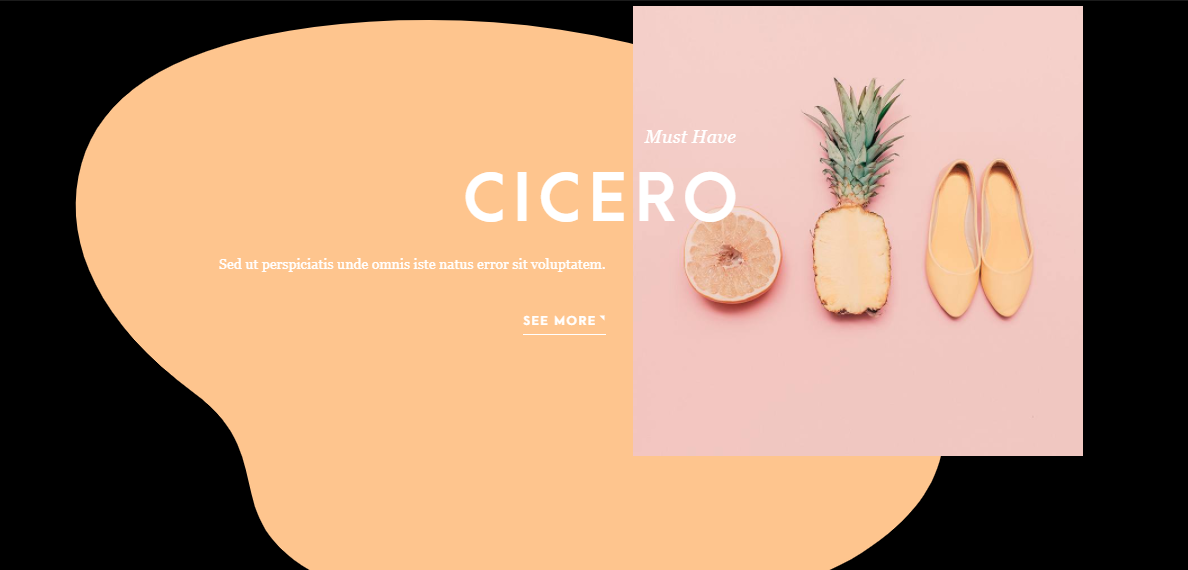 Must Have
CICERO
Sed ut perspiciatis unde omnis iste natus error sit voluptatem.
SEE MORE